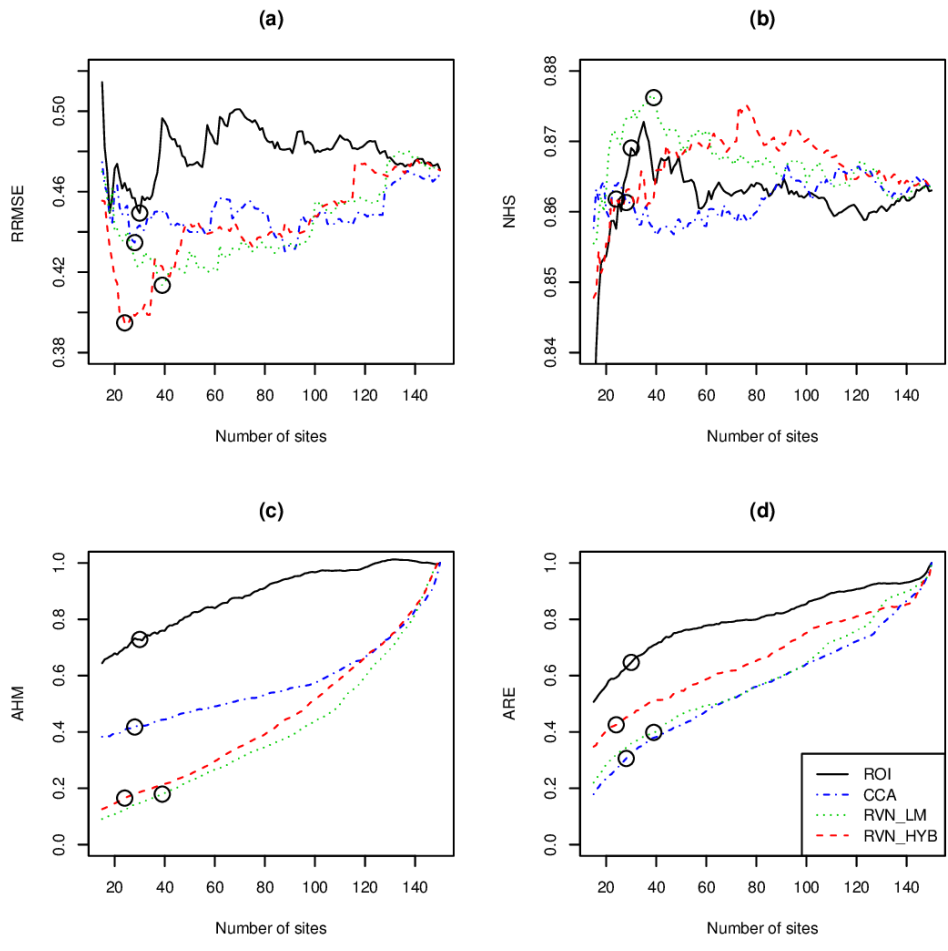 (a)
RRMSE
0.38 0.42 0.46 0.50
20 40 60 80 100 120 140
Number of sites
(b)
NHS
0.84 0.85 0.86 0.87 0.88
20 40 60 80 100 120 140
Number of sites
(c)
AHM
0.0 0.2 0.4 0.6 0.8 1.0
20 40 60 80 100 120 140
Number of sites
(d)
ARE
0.0 0.2 0.4 0.6 0.8 1.0
20 40 60 80 100 120 140
Number of sites
ROI
CCA
RVN_LM
RVN_HYB